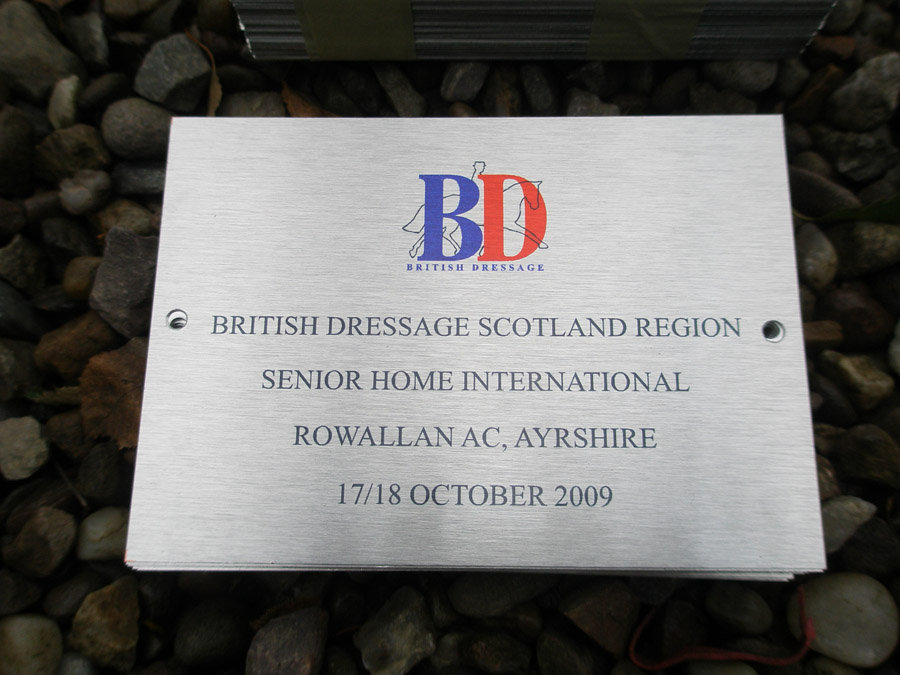 BD
BRITISH DRESSAGE
BRITISH DRESSAGE SCOTLAND REGION
SENIOR HOME INTERNATIONAL
ROWALLAN AC, AYRSHIRE
17/18 OCTOBER 2009